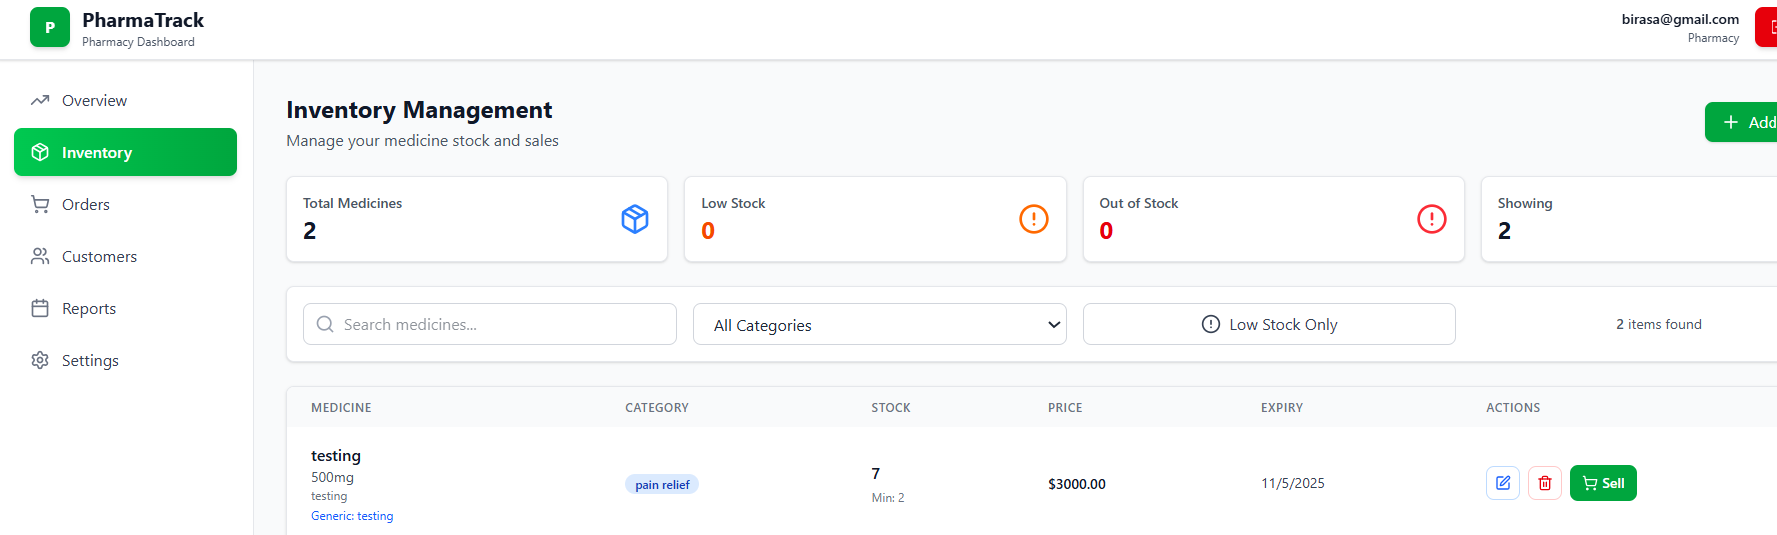 P
PharmaTrack
Pharmacy Dashboard
birasa@gmail.com
Pharmacy
Overview
Inventory
Orders
Customers
Reports
Settings
Inventory Management
Manage your medicine stock and sales
Add
Total Medicines
2
Low Stock
0
Out of Stock
0
Showing
2
Search medicines...
All Categories
Low Stock Only
2 items found
MEDICINE CATEGORY STOCK PRICE EXPIRY ACTIONS
testing
500mg
testing
Generic: testing
pain relief
7
Min: 2
$3000.00
11/5/2025
Sell